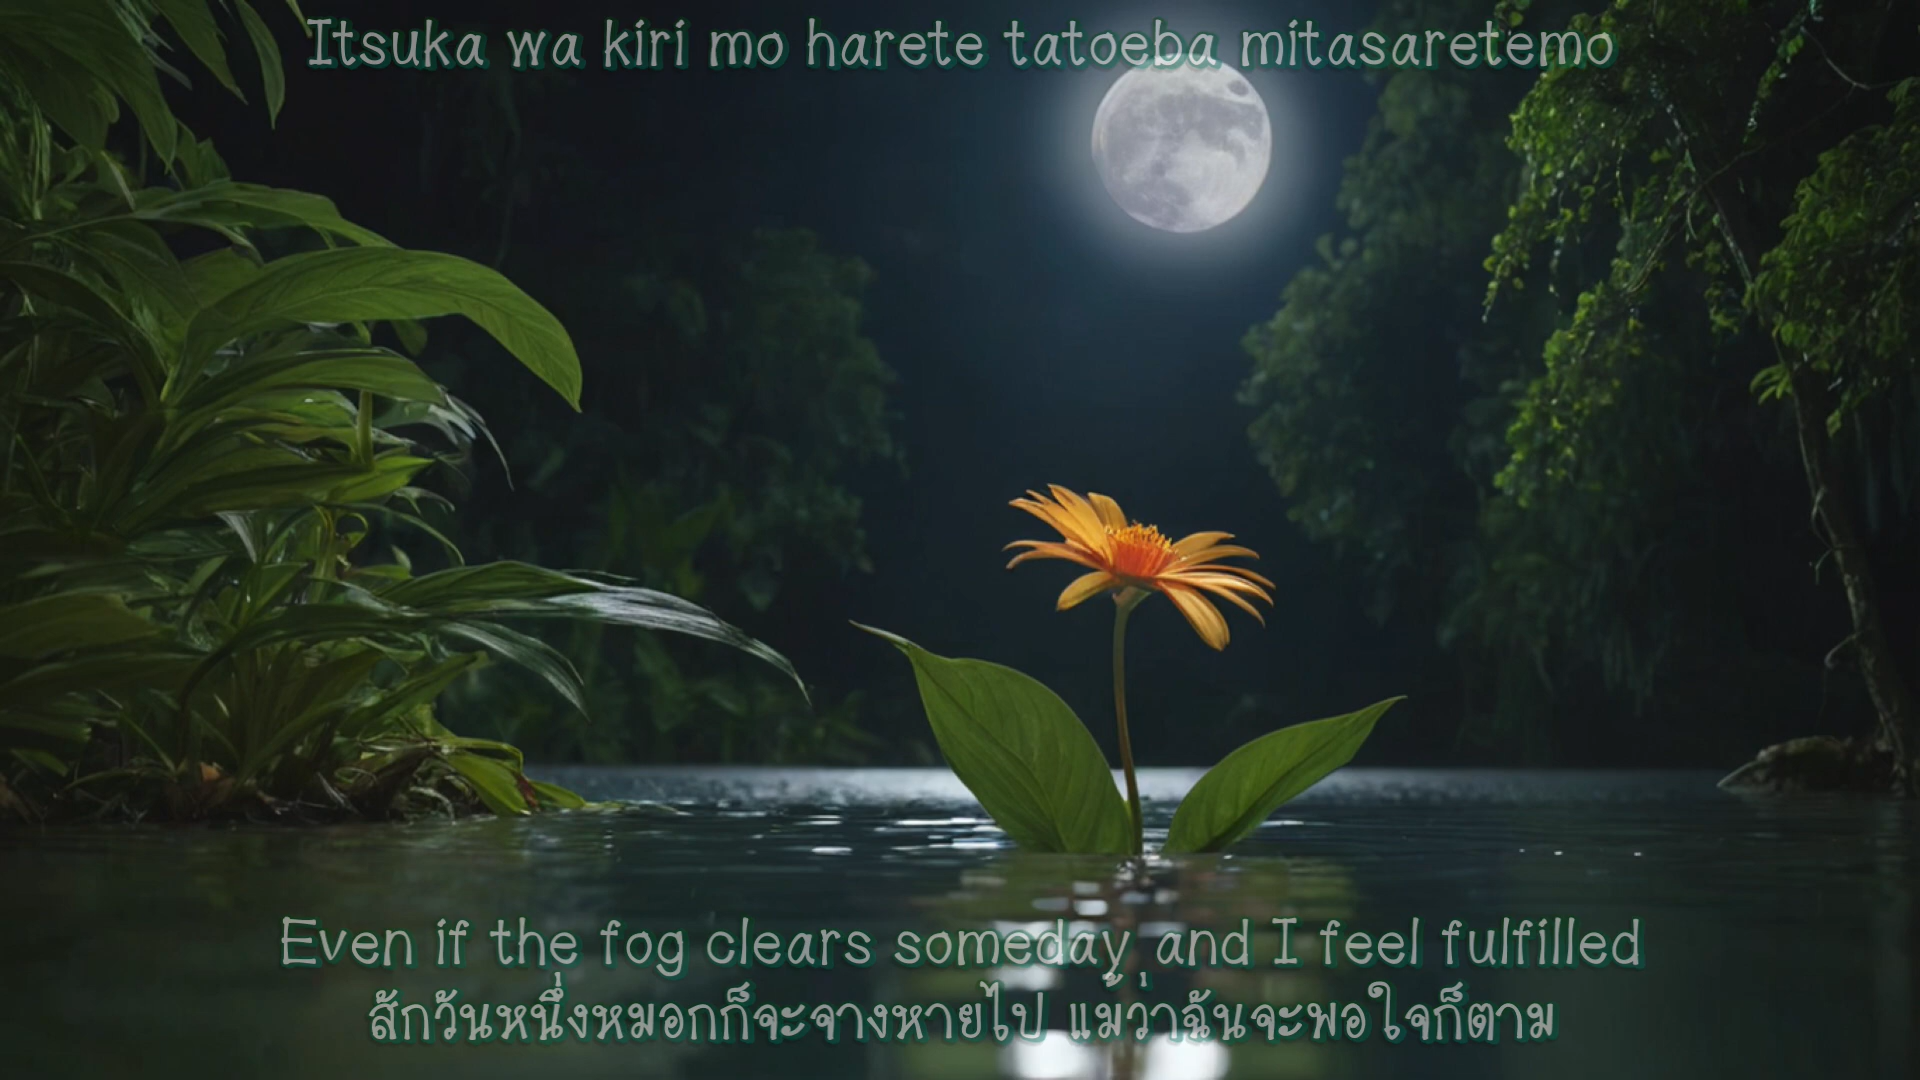 Itsuka wa kiri mo harete tatoeba mitasaretemo
Even if the fog clears someday and I feel fulfilled
สักวันหนึ่งหมอกก็จะจางหายไป แม้ว่าฉันจะพอใจก็ตาม